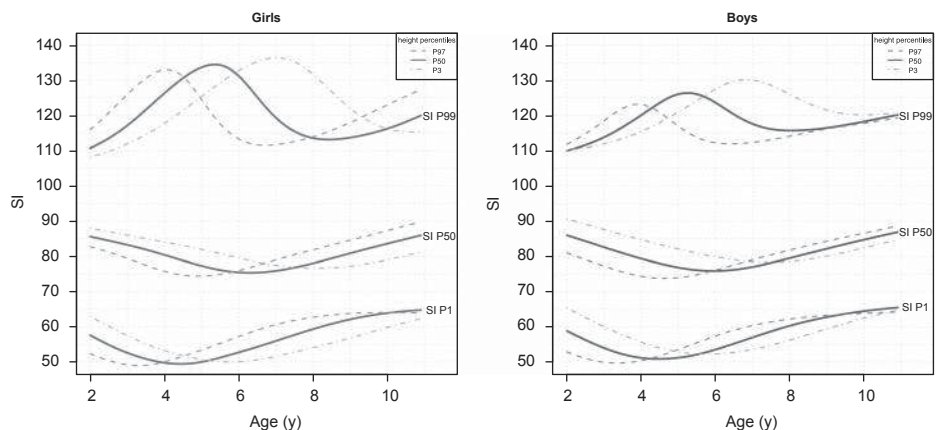 Girls
140
130
120
110
100
90
80
70
60
50
SI
2 4 6 8 10
Age (y)
height percentiles
P97
P50
P3
SI P99
SI P50
SI P1
Boys
140
130
120
110
100
90
80
70
60
50
SI
2 4 6 8 10
Age (y)
height percentiles
P97
P50
P3
SI P99
SI P50
SI P1